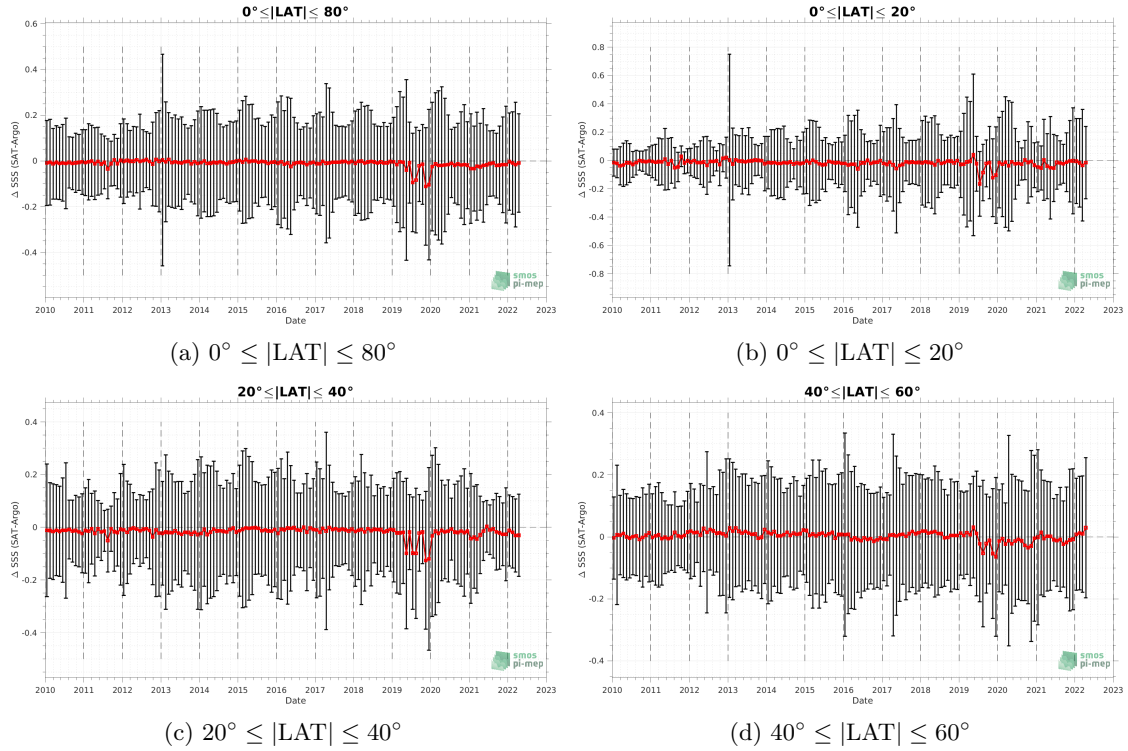 0°≤|LAT|≤ 80°
0.6
0.4
0.2
0
-0.2
-0.4
Δ SSS (SAT-Argo)
2010 2011 2012 2013 2014 2015 2016 2017 2018 2019 2020 2021 2022 2023
Date
smos
pi-mep
(a) 0° ≤ |LAT| ≤ 80°
0°≤|LAT|≤ 20°
0.8
0.6
0.4
0.2
0
-0.2
-0.4
-0.6
-0.8
Δ SSS (SAT-Argo)
2010 2011 2012 2013 2014 2015 2016 2017 2018 2019 2020 2021 2022 2023
Date
smos
pi-mep
(b) 0° ≤ |LAT| ≤ 20°
20°≤|LAT|≤ 40°
0.4
0.2
0
-0.2
-0.4
Δ SSS (SAT-Argo)
2010 2011 2012 2013 2014 2015 2016 2017 2018 2019 2020 2021 2022 2023
Date
smos
pi-mep
(c) 20° ≤ |LAT| ≤ 40°
40°≤|LAT|≤ 60°
0.4
0.2
0
-0.2
-0.4
Δ SSS (SAT-Argo)
2010 2011 2012 2013 2014 2015 2016 2017 2018 2019 2020 2021 2022 2023
Date
smos
pi-mep
(d) 40° ≤ |LAT| ≤ 60°